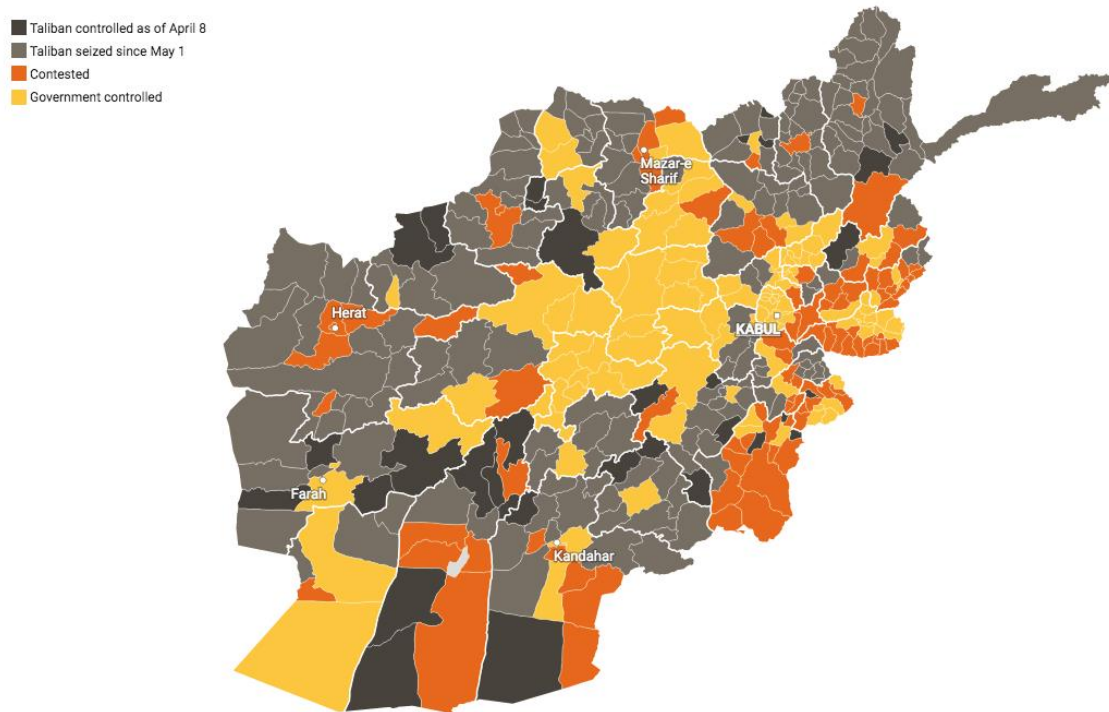 Taliban controlled as of April 8
Taliban seized since May 1
Contested
Government controlled
Mazar-e
Sharif
Herat
KABUL
Farah
Kandahar